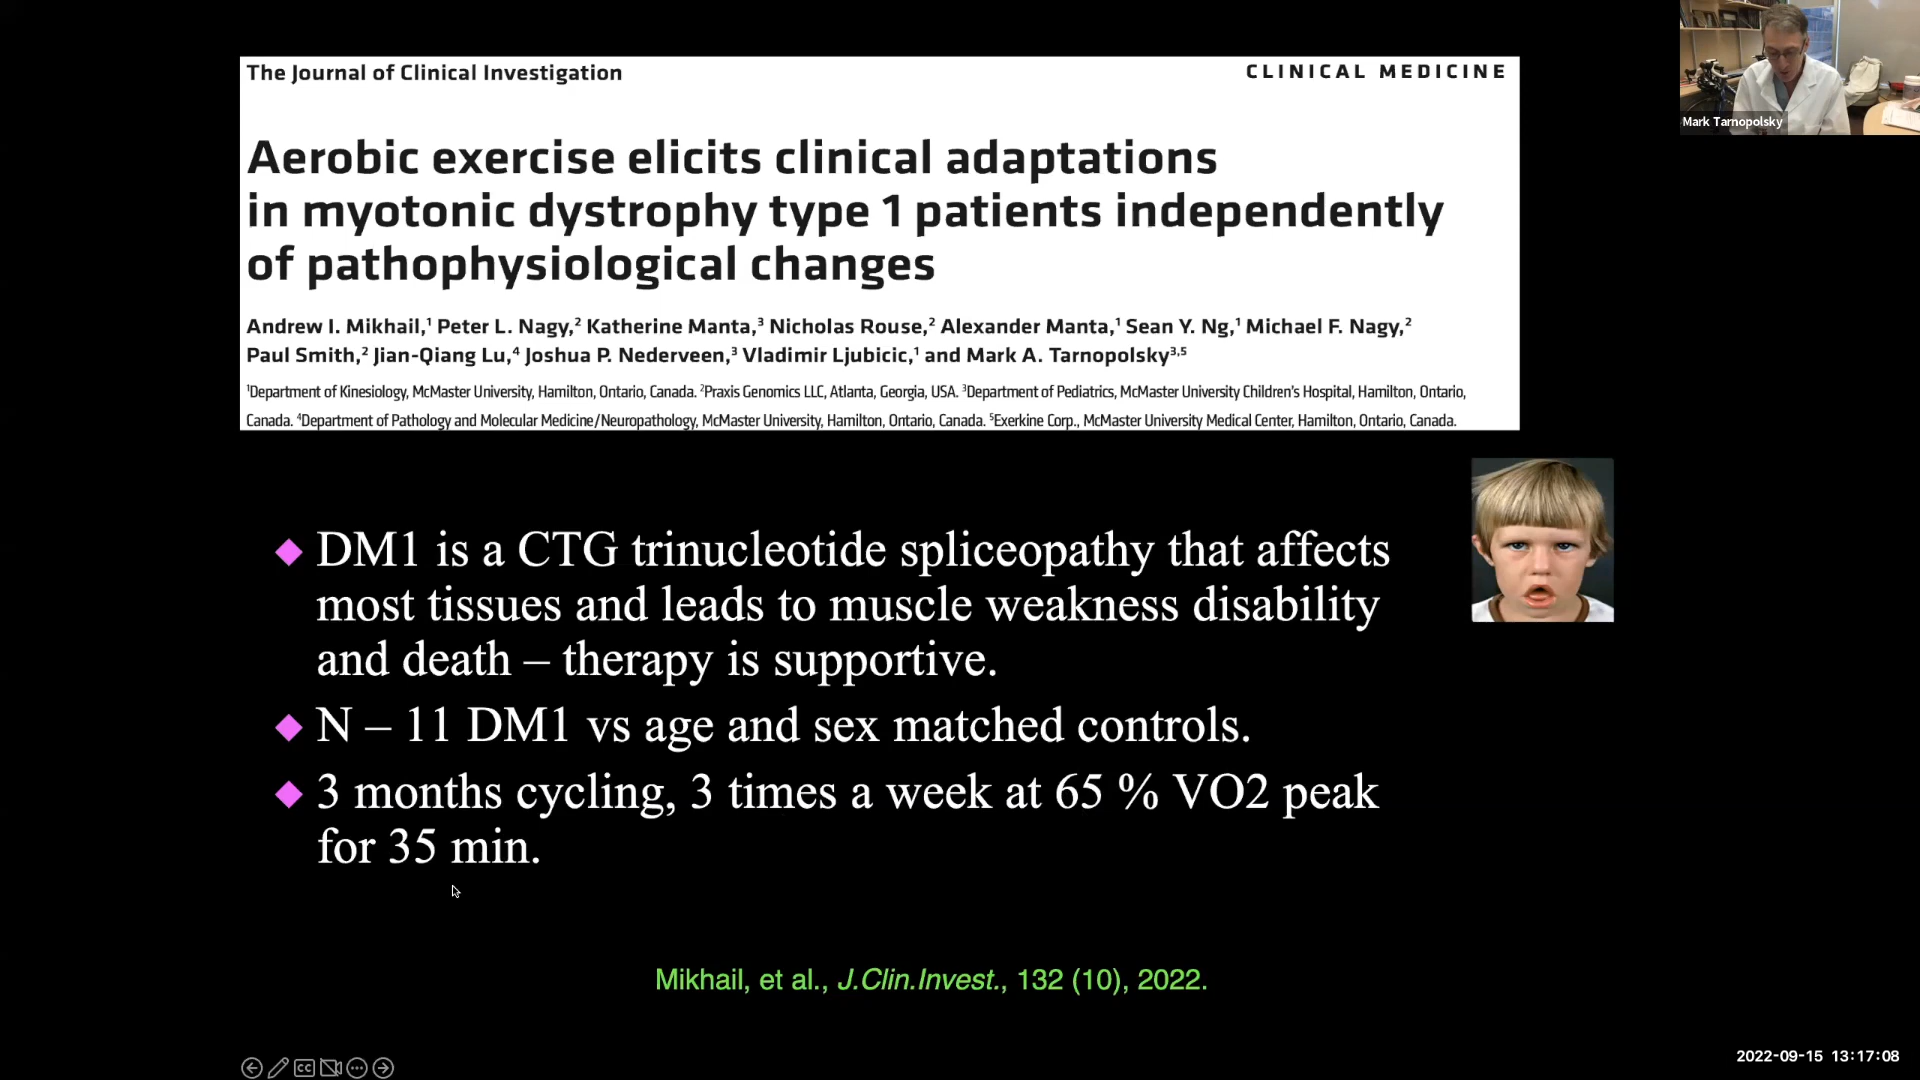 The Journal of Clinical Investigation
CLINICAL MEDICINE
Aerobic exercise elicits clinical adaptations
in myotonic dystrophy type 1 patients independently
of pathophysiological changes
Andrew I. Mikhail,¹ Peter L. Nagy,² Katherine Manta,³ Nicholas Rouse,² Alexander Manta,¹ Sean Y. Ng,¹ Michael F. Nagy,²
Paul Smith,² Jian-Qiang Lu,⁴ Joshua P. Nederveen,³ Vladimir Ljubicic,¹ and Mark A. Tarnopolsky³,⁵
¹Department of Kinesiology, McMaster University, Hamilton, Ontario, Canada. ²Praxis Genomics LLC, Atlanta, Georgia, USA. ³Department of Pediatrics, McMaster University Children's Hospital, Hamilton, Ontario,
Canada. ⁴Department of Pathology and Molecular Medicine/Neuropathology, McMaster University, Hamilton, Ontario, Canada. ⁵Exerkine Corp., McMaster University Medical Center, Hamilton, Ontario, Canada.
Mark Tarnopolsky
DM1 is a CTG trinucleotide spliceopathy that affects
most tissues and leads to muscle weakness disability
and death – therapy is supportive.
N – 11 DM1 vs age and sex matched controls.
3 months cycling, 3 times a week at 65 % VO2 peak
for 35 min.
Mikhail, et al., J.Clin.Invest., 132 (10), 2022.
CC
2022-09-15 13:17:08